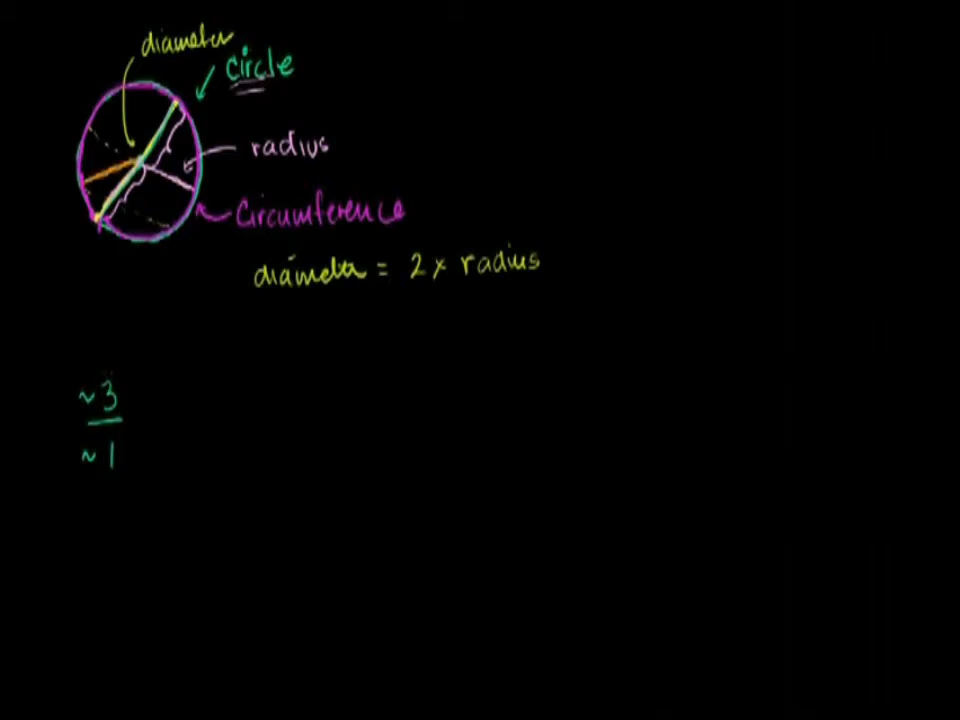 diameter
circle
radius
Circumference
diameter = 2 × radius
~3
~1